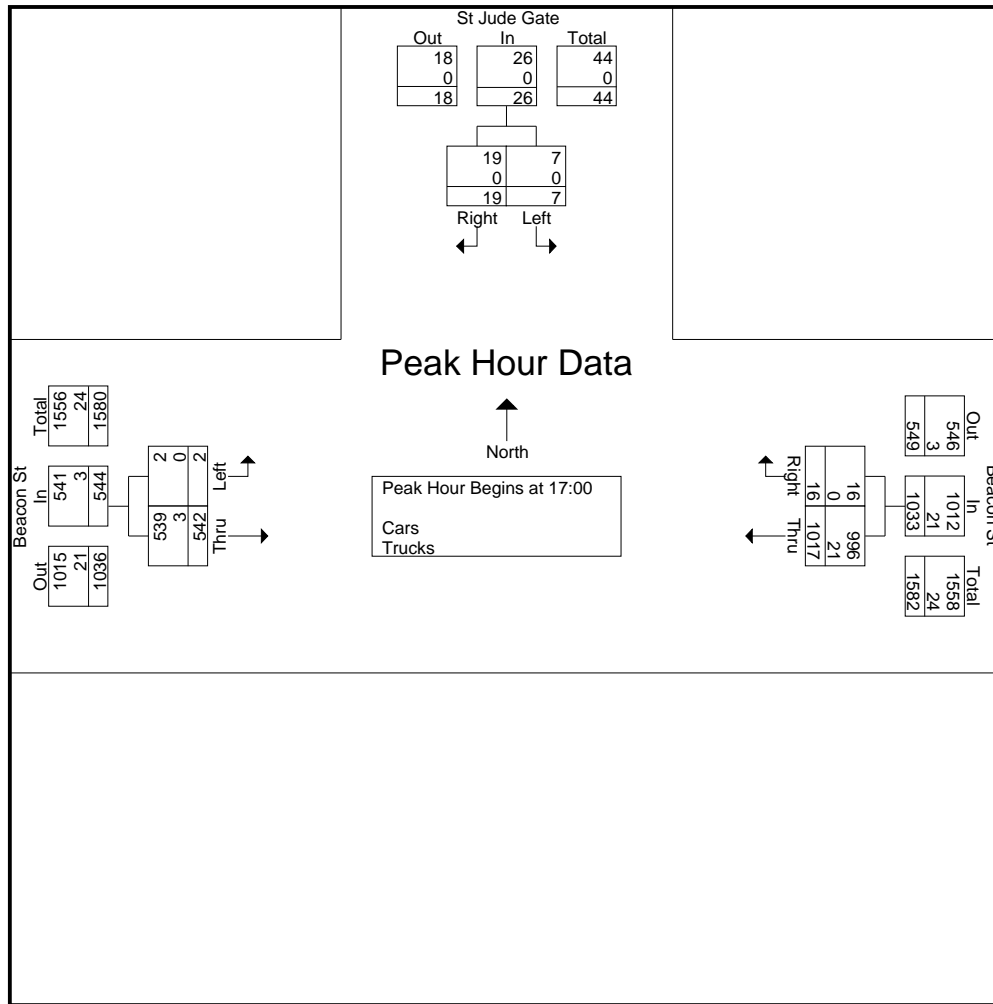 St Jude Gate
Out In Total
18 26 44
0 0 0
18 26 44
19 7
0 0
19 7
Right Left
Peak Hour Data
North
Peak Hour Begins at 17:00
Cars
Trucks
Beacon St
Total
1556
24
1580
In
541
3
544
Out
1015
21
1036
Left
2
0
2
Thru
539
3
542
Right
16
0
16
Thru
996
21
1017
Beacon St
Out
546
3
549
In
1012
21
1033
Total
1558
24
1582